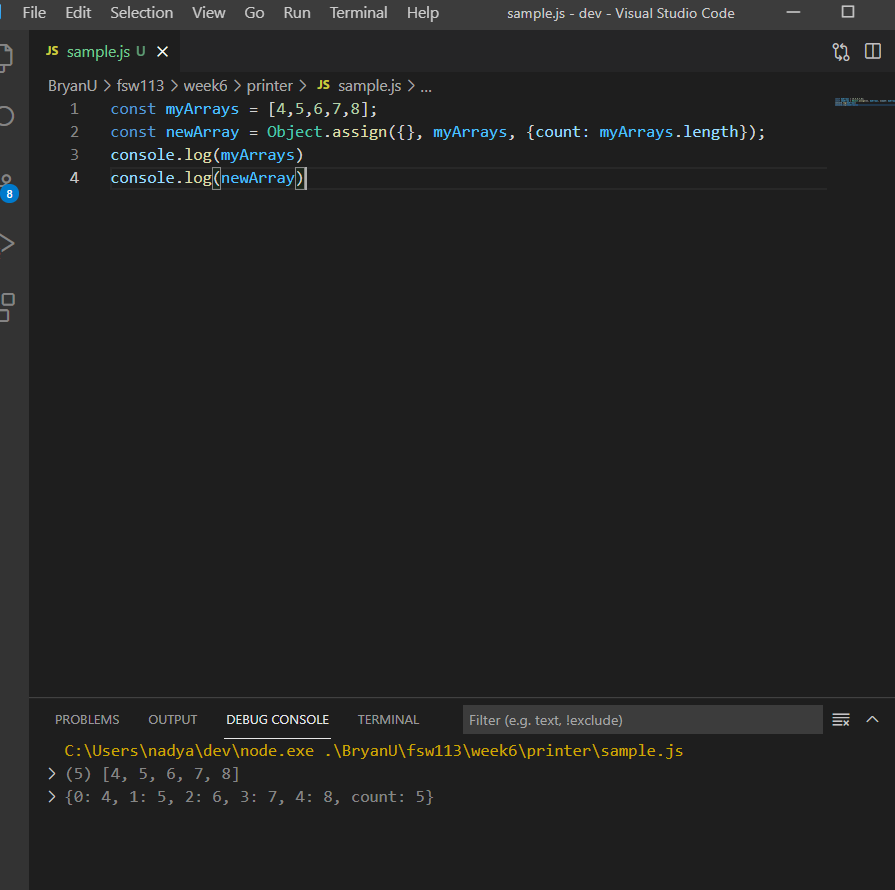 File Edit Selection View Go Run Terminal Help sample.js - dev - Visual Studio Code
JS sample.js U
BryanU > fsw113 > week6 > printer > JS sample.js > ...
1 const myArrays = [4,5,6,7,8];
2 const newArray = Object.assign({}, myArrays, {count: myArrays.length});
3 console.log(myArrays)
4 console.log(newArray)
8
PROBLEMS OUTPUT DEBUG CONSOLE TERMINAL Filter (e.g. text, !exclude)
C:\Users\nadya\dev\node.exe .\BryanU\fsw113\week6\printer\sample.js
> (5) [4, 5, 6, 7, 8]
> {0: 4, 1: 5, 2: 6, 3: 7, 4: 8, count: 5}